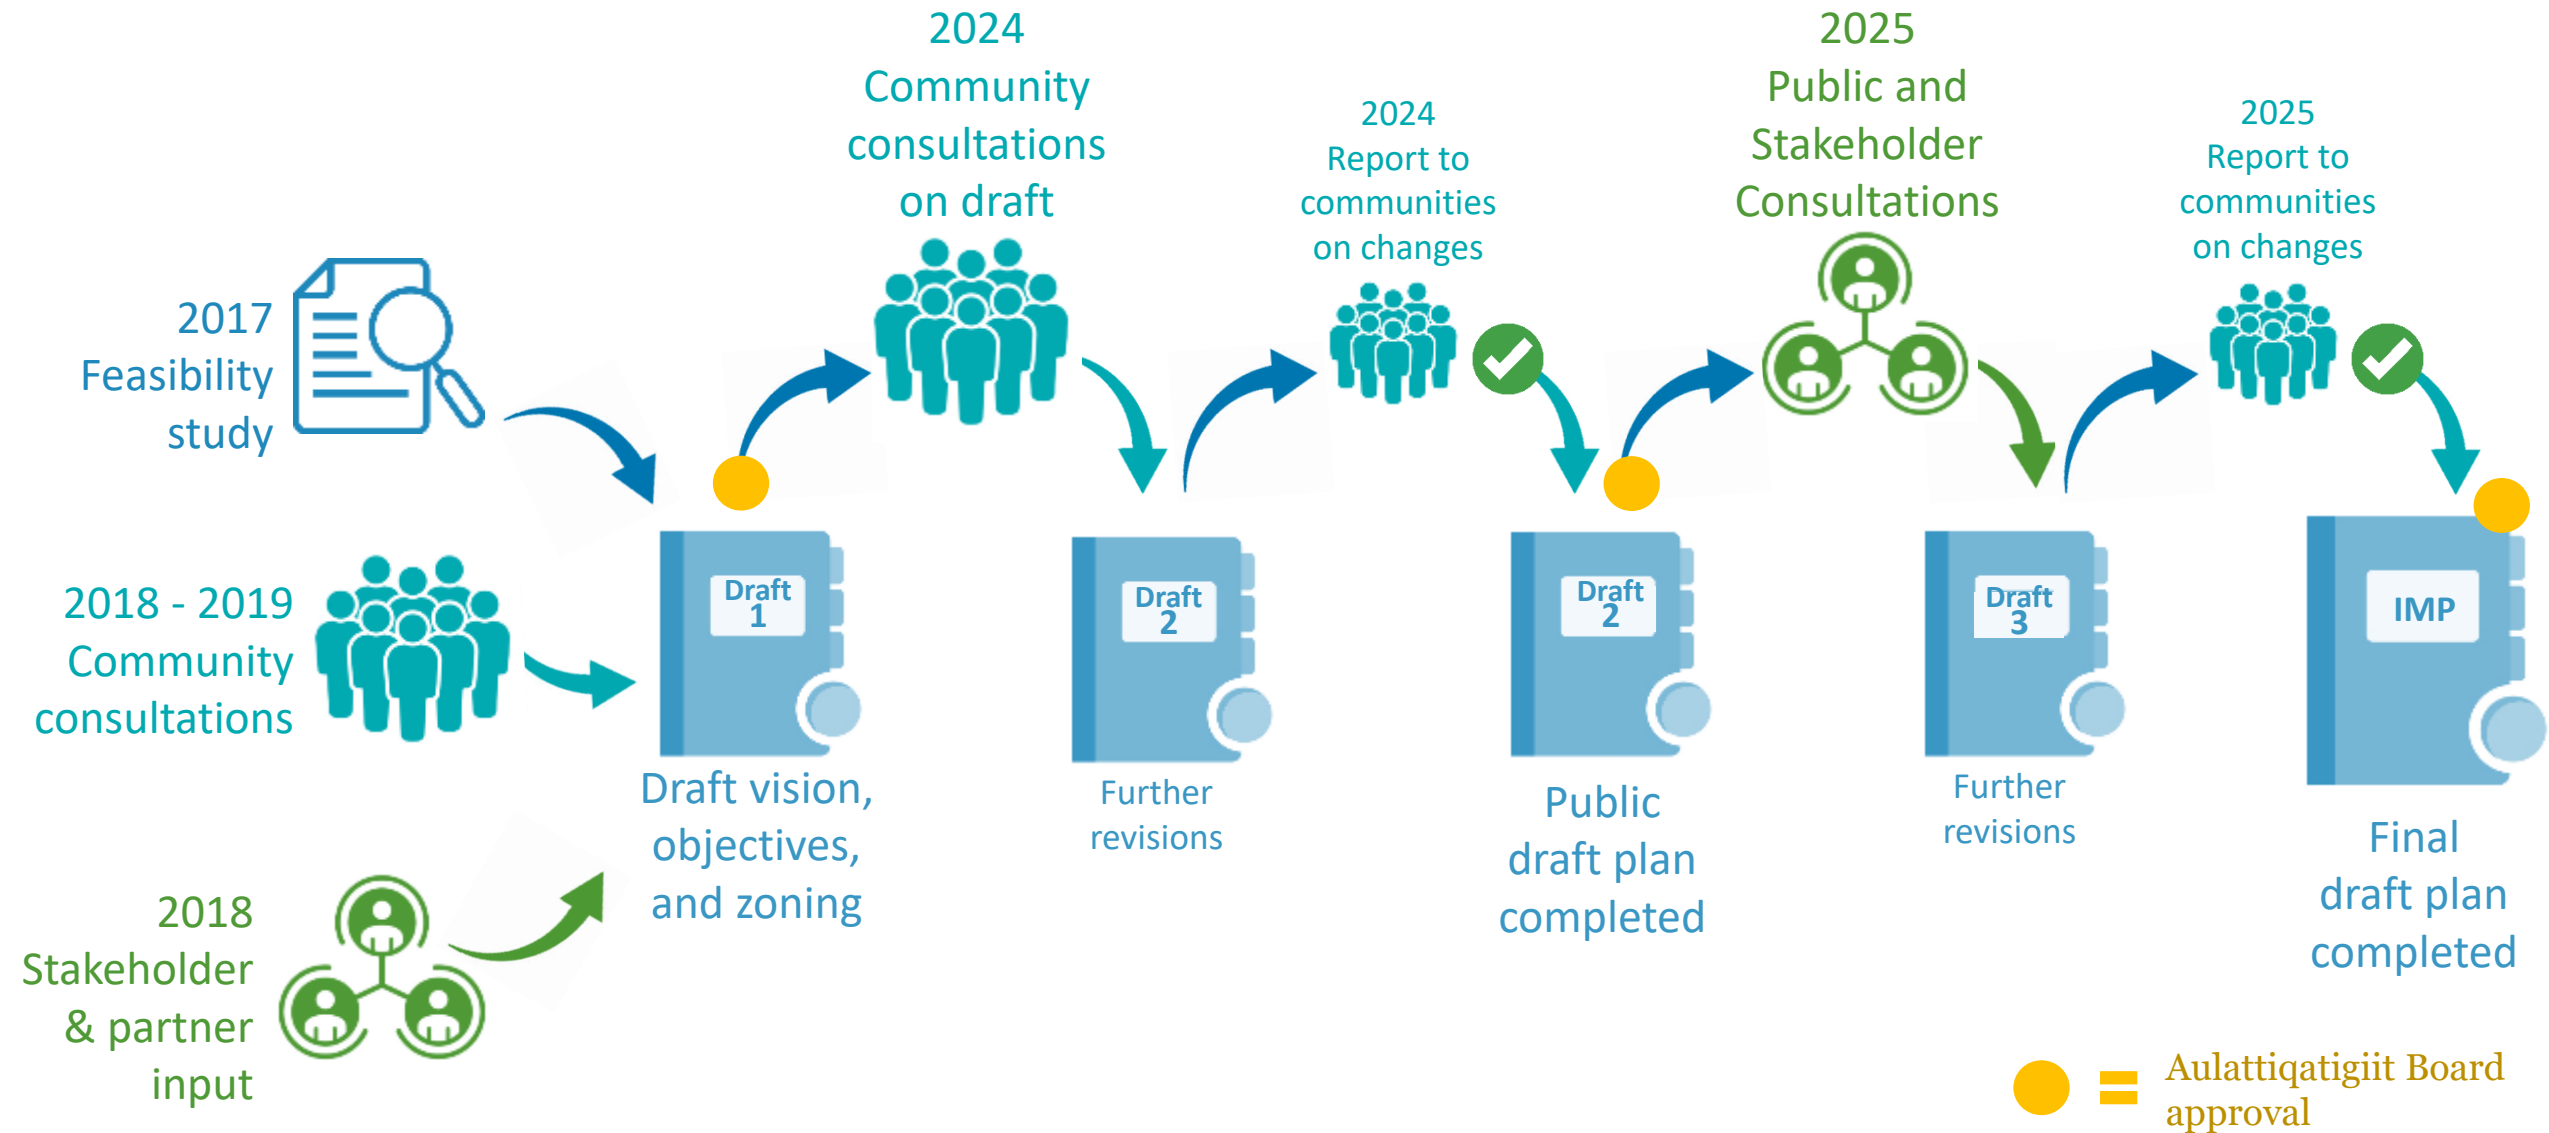 2017
Feasibility
study
2018 - 2019
Community
consultations
2018
Stakeholder
& partner
input
Draft
1
Draft vision,
objectives,
and zoning
2024
Community
consultations
on draft
Draft
2
Further
revisions
2024
Report to
communities
on changes
Draft
2
Public
draft plan
completed
2025
Public and
Stakeholder
Consultations
Draft
3
Further
revisions
2025
Report to
communities
on changes
IMP
Final
draft plan
completed
= Aulattiqatigiit Board
approval